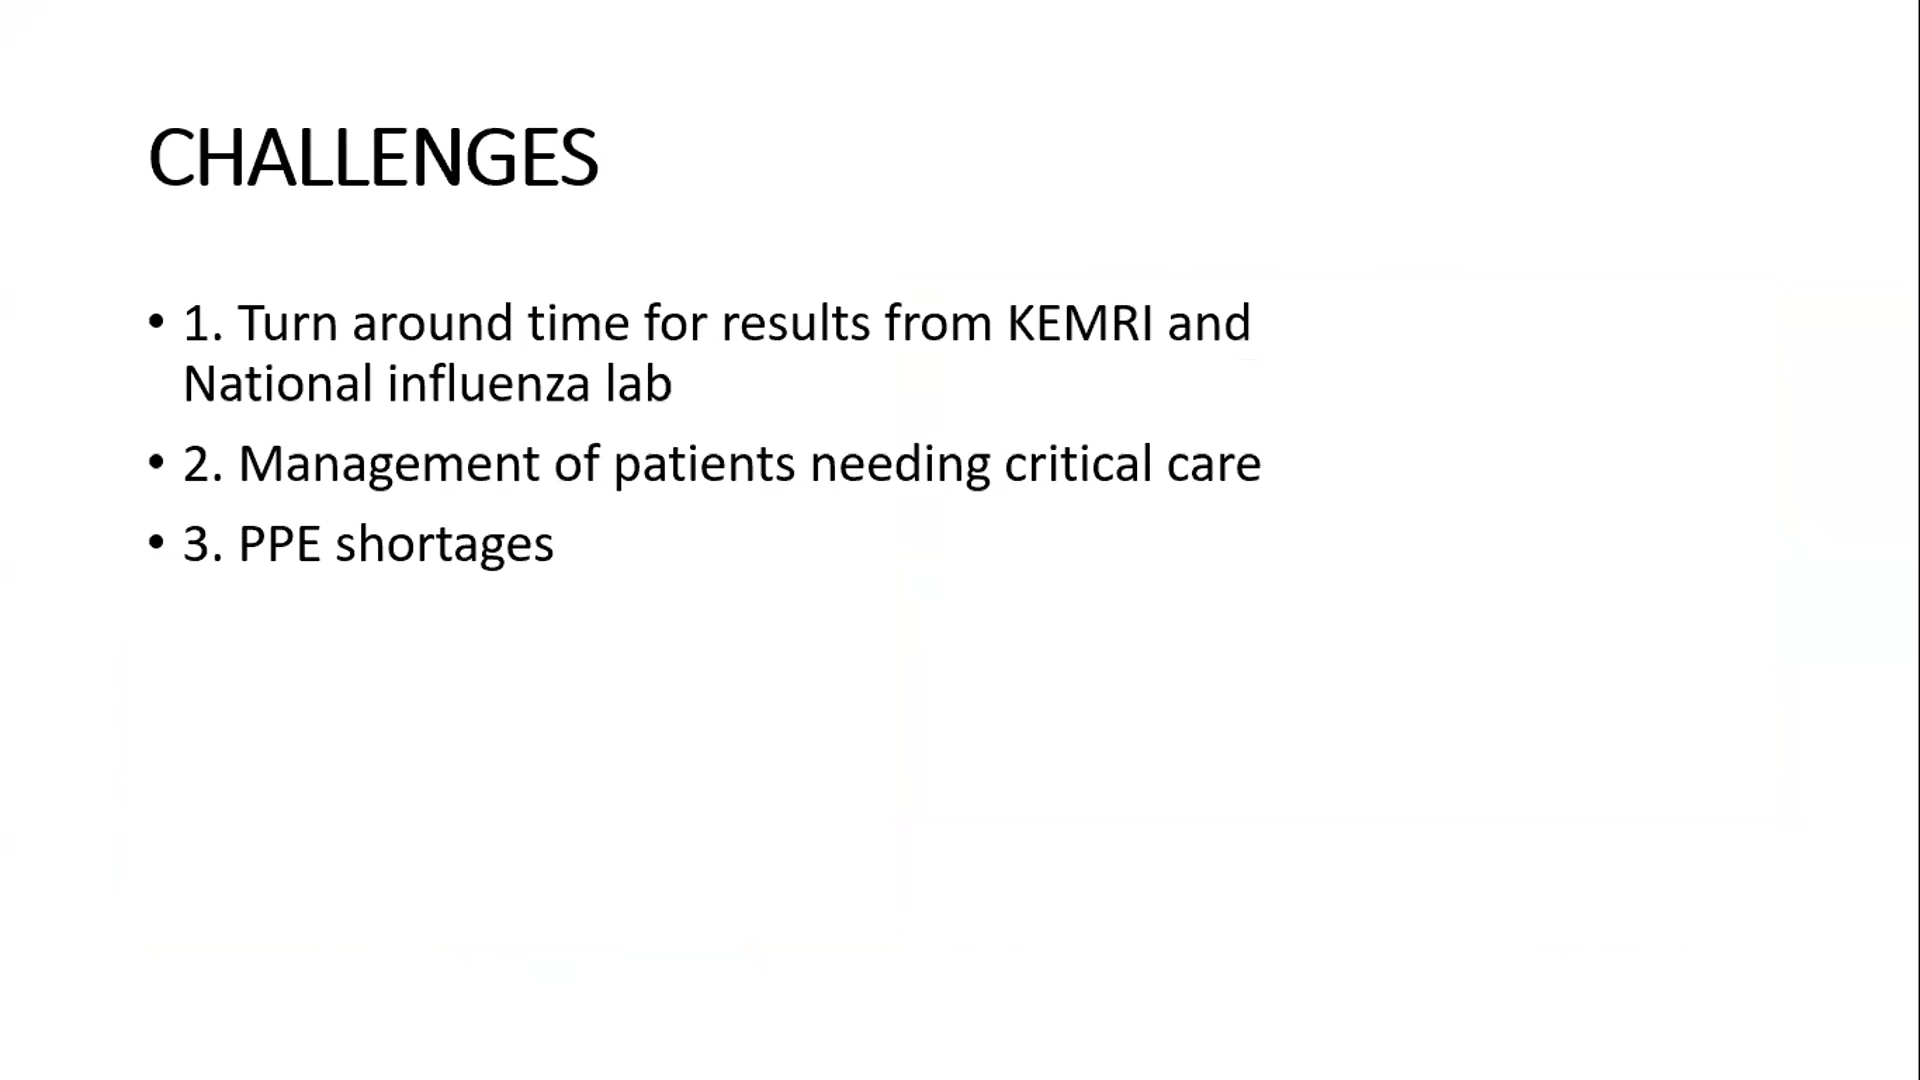 CHALLENGES
• 1. Turn around time for results from KEMRI and
National influenza lab
• 2. Management of patients needing critical care
• 3. PPE shortages